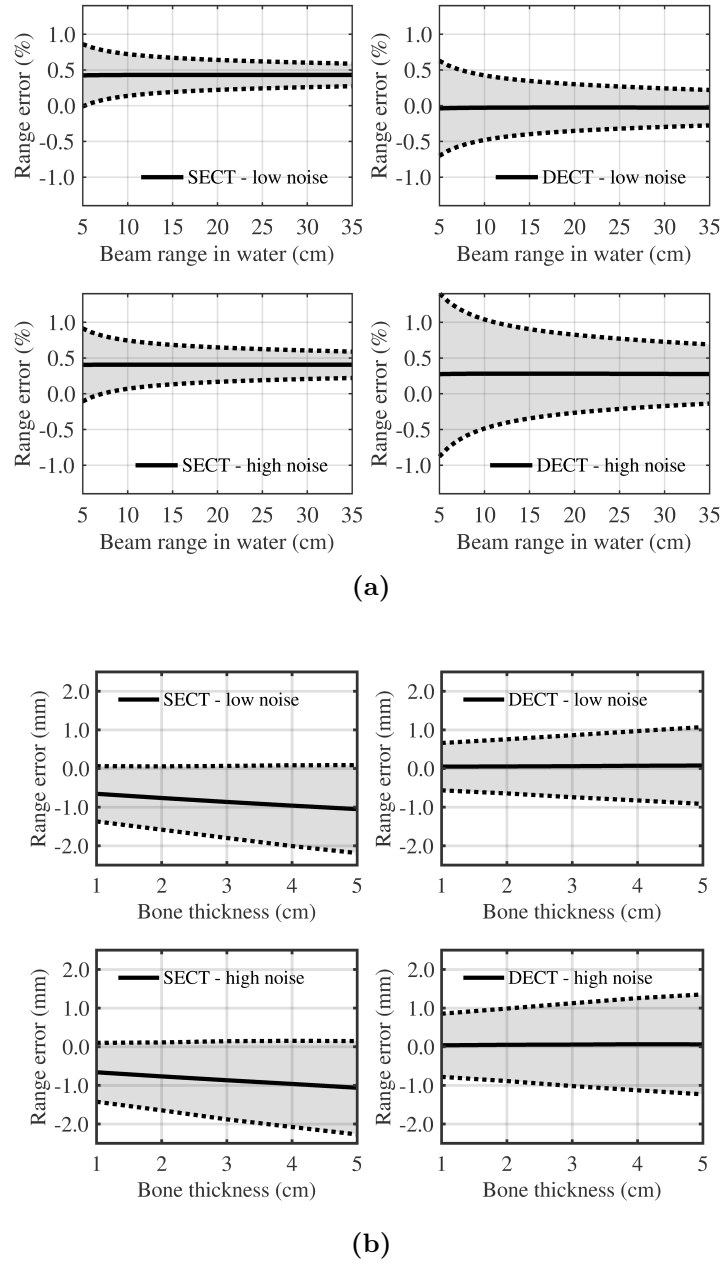 Range error (%)
1.0
0.5
0.0
-0.5
-1.0
SECT - low noise
5 10 15 20 25 30 35
Beam range in water (cm)
Range error (%)
1.0
0.5
0.0
-0.5
-1.0
DECT - low noise
5 10 15 20 25 30 35
Beam range in water (cm)
Range error (%)
1.0
0.5
0.0
-0.5
-1.0
SECT - high noise
5 10 15 20 25 30 35
Beam range in water (cm)
Range error (%)
1.0
0.5
0.0
-0.5
-1.0
DECT - high noise
5 10 15 20 25 30 35
Beam range in water (cm)
(a)
Range error (mm)
2.0
1.0
0.0
-1.0
-2.0
SECT - low noise
1 2 3 4 5
Bone thickness (cm)
Range error (mm)
2.0
1.0
0.0
-1.0
-2.0
DECT - low noise
1 2 3 4 5
Bone thickness (cm)
Range error (mm)
2.0
1.0
0.0
-1.0
-2.0
SECT - high noise
1 2 3 4 5
Bone thickness (cm)
Range error (mm)
2.0
1.0
0.0
-1.0
-2.0
DECT - high noise
1 2 3 4 5
Bone thickness (cm)
(b)